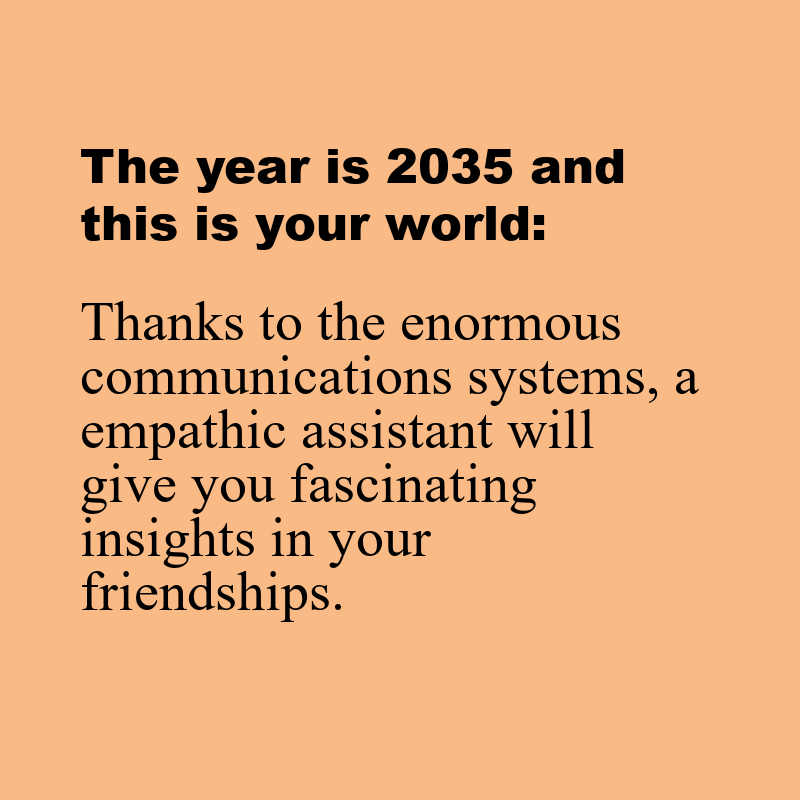 The year is 2035 and
this is your world:
Thanks to the enormous
communications systems, a
empathic assistant will
give you fascinating
insights in your
friendships.